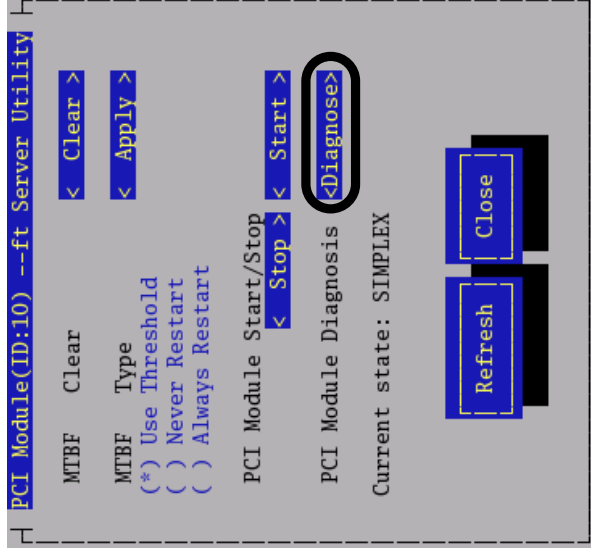 PCI Module(ID:10) --ft Server Utility
MTBF Clear < Clear >
MTBF Type < Apply >
(*) Use Threshold
( ) Never Restart
( ) Always Restart
PCI Module Start/Stop
< Stop > < Start >
PCI Module Diagnosis <Diagnose>
Current state: SIMPLEX
Refresh Close